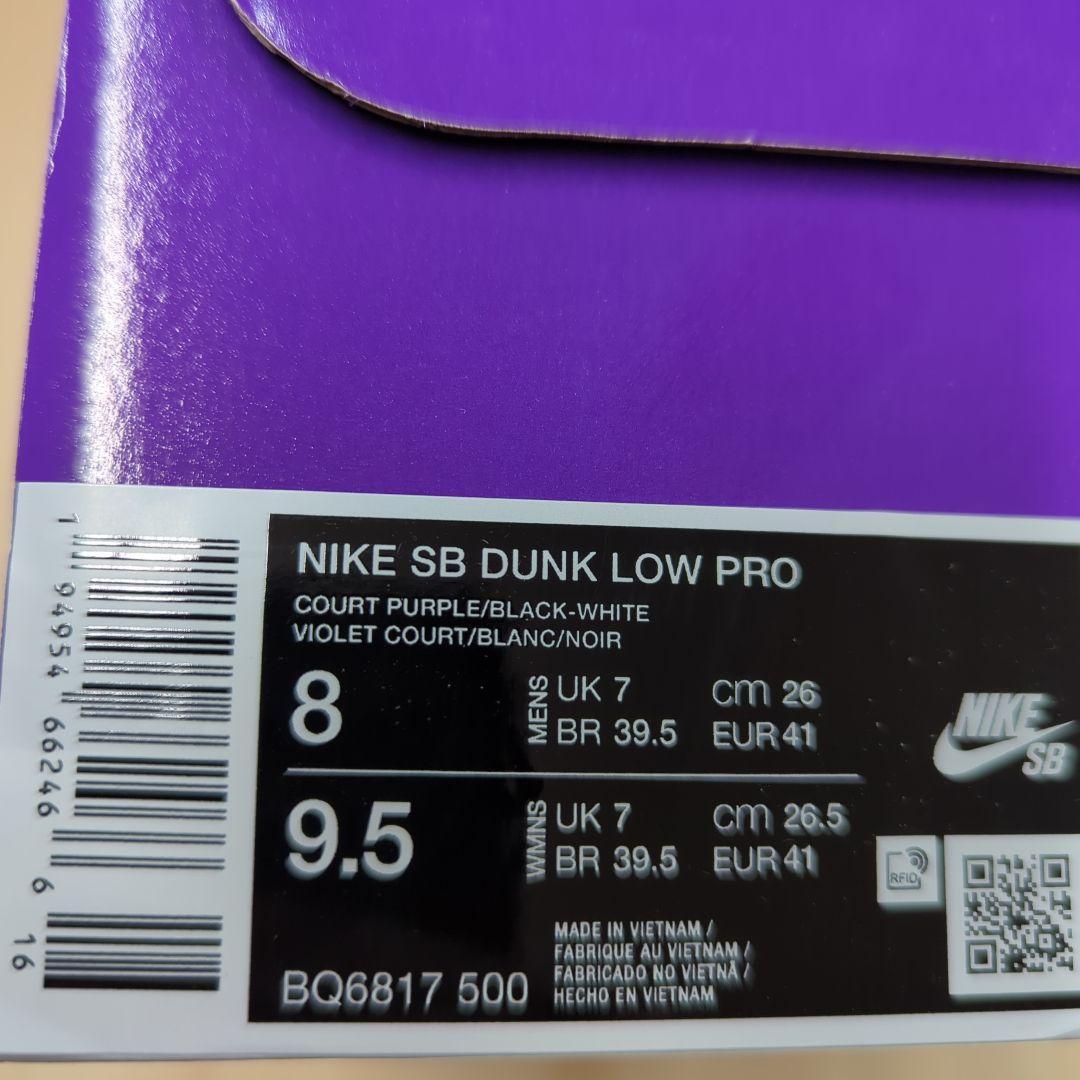 NIKE SB DUNK LOW PRO
COURT PURPLE/BLACK-WHITE
VIOLET COURT/BLANC/NOIR
8
MENS
UK 7 cm 26
BR 39.5 EUR 41
9.5
WMNS
UK 7 cm 26.5
BR 39.5 EUR 41
MADE IN VIETNAM /
FABRIQUE AU VIETNAM /
FABRICADO NO VIETNÃ /
HECHO EN VIETNAM
BQ6817 500
NIKE
SB
RFID
1 94954 66246 6 16